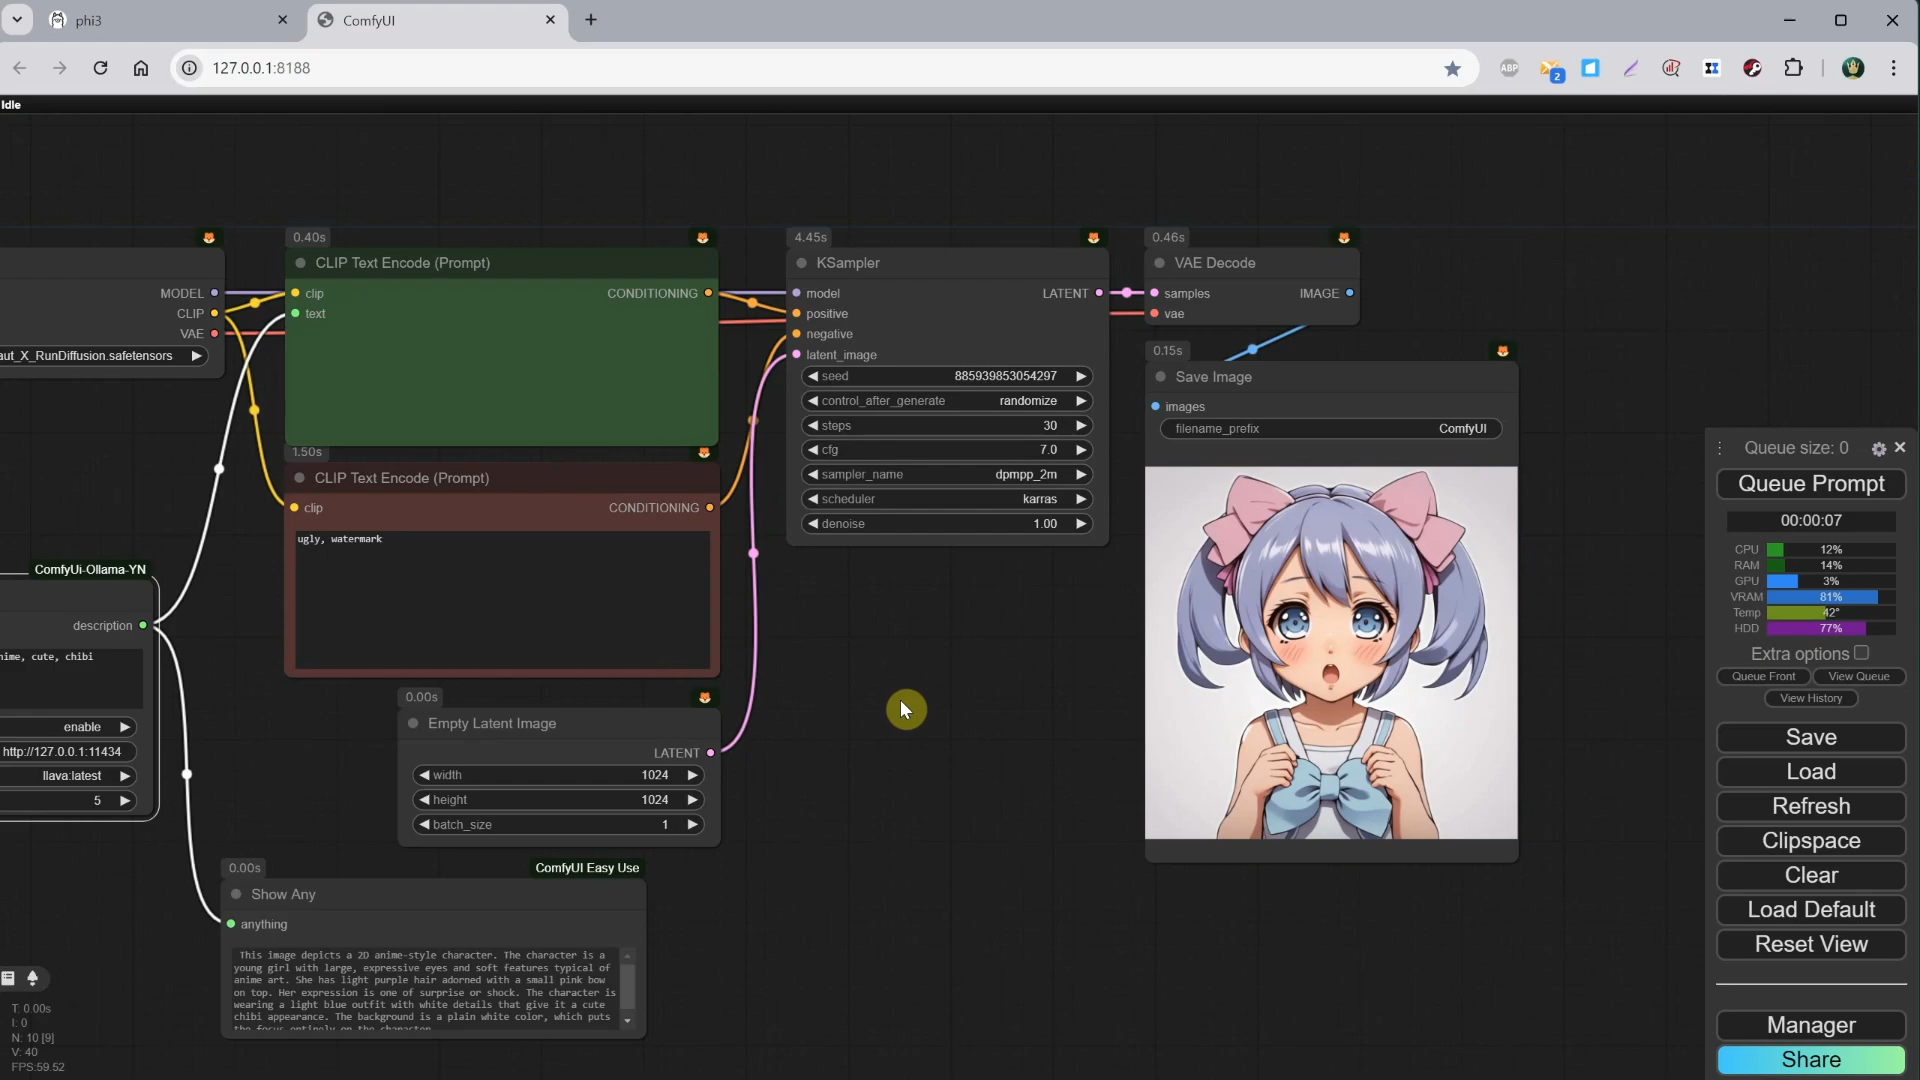 phi3
ComfyUI
127.0.0.1:8188
ABP
2
Idle
MODEL
CLIP
VAE
aut_X_RunDiffusion.safetensors
0.40s
CLIP Text Encode (Prompt)
clip
CONDITIONING
text
1.50s
CLIP Text Encode (Prompt)
clip
CONDITIONING
ugly, watermark
ComfyUi-Ollama-YN
description
nime, cute, chibi
enable
http://127.0.0.1:11434
llava:latest
5
0.00s
Empty Latent Image
LATENT
width 1024
height 1024
batch_size 1
0.00s
ComfyUI Easy Use
Show Any
anything
This image depicts a 2D anime-style character. The character is a
young girl with large, expressive eyes and soft features typical of
anime art. She has light purple hair adorned with a small pink bow
on top. Her expression is one of surprise or shock. The character is
wearing a light blue outfit with white details that give it a cute
chibi appearance. The background is a plain white color, which puts
the focus entirely on the character.
4.45s
KSampler
model
LATENT
positive
negative
latent_image
seed 885939853054297
control_after_generate randomize
steps 30
cfg 7.0
sampler_name dpmpp_2m
scheduler karras
denoise 1.00
0.46s
VAE Decode
samples
IMAGE
vae
0.15s
Save Image
images
filename_prefix ComfyUI
Queue size: 0
Queue Prompt
00:00:07
CPU 12%
RAM 14%
GPU 3%
VRAM 81%
Temp 42°
HDD 77%
Extra options
Queue Front
View Queue
View History
Save
Load
Refresh
Clipspace
Clear
Load Default
Reset View
Manager
Share
T: 0.00s
I: 0
N: 10 [9]
V: 40
FPS:59.52